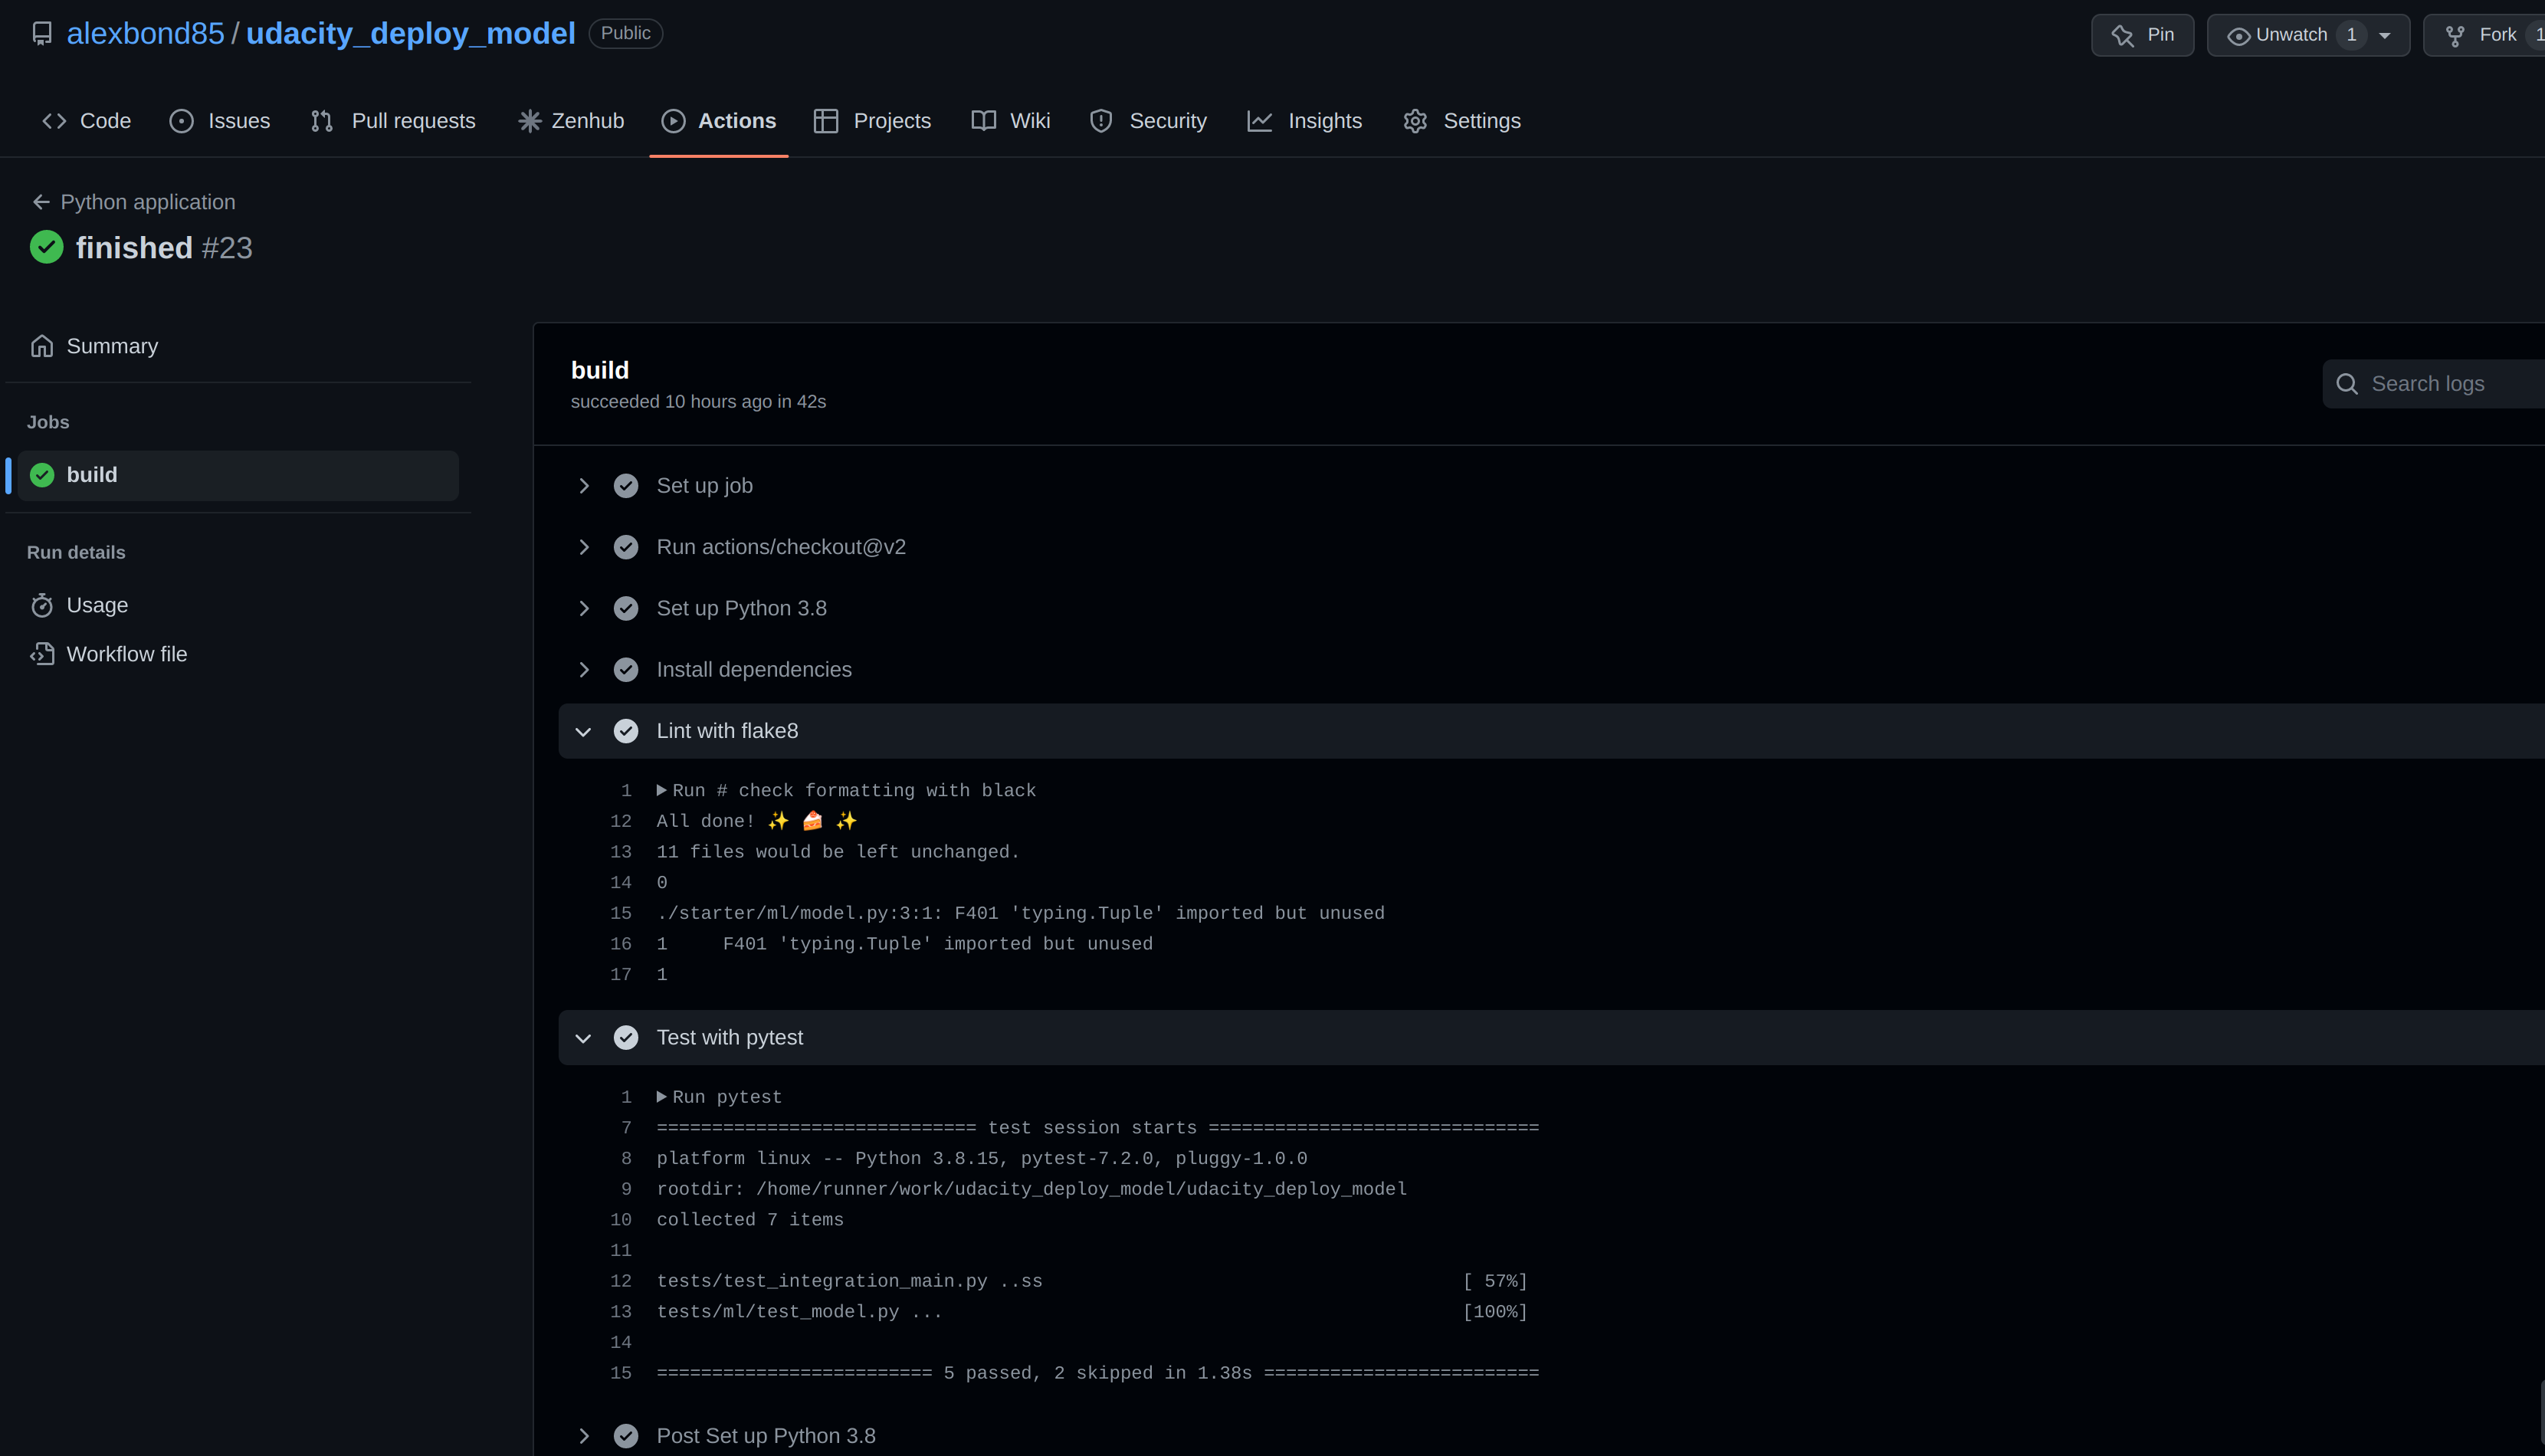 alexbond85 / udacity_deploy_model Public
Pin Unwatch 1 Fork
Code Issues Pull requests Zenhub Actions Projects Wiki Security Insights Settings
Python application
finished #23
Summary
Jobs
build
Run details
Usage
Workflow file
build
succeeded 10 hours ago in 42s
Search logs
Set up job
Run actions/checkout@v2
Set up Python 3.8
Install dependencies
Lint with flake8
1 Run # check formatting with black
12 All done! ✨ 🍰 ✨
13 11 files would be left unchanged.
14 0
15 ./starter/ml/model.py:3:1: F401 'typing.Tuple' imported but unused
16 1     F401 'typing.Tuple' imported but unused
17 1
Test with pytest
1 Run pytest
7 ============================= test session starts ==============================
8 platform linux -- Python 3.8.15, pytest-7.2.0, pluggy-1.0.0
9 rootdir: /home/runner/work/udacity_deploy_model/udacity_deploy_model
10 collected 7 items
11
12 tests/test_integration_main.py ..ss                                      [ 57%]
13 tests/ml/test_model.py ...                                               [100%]
14
15 ========================= 5 passed, 2 skipped in 1.38s =========================
Post Set up Python 3.8